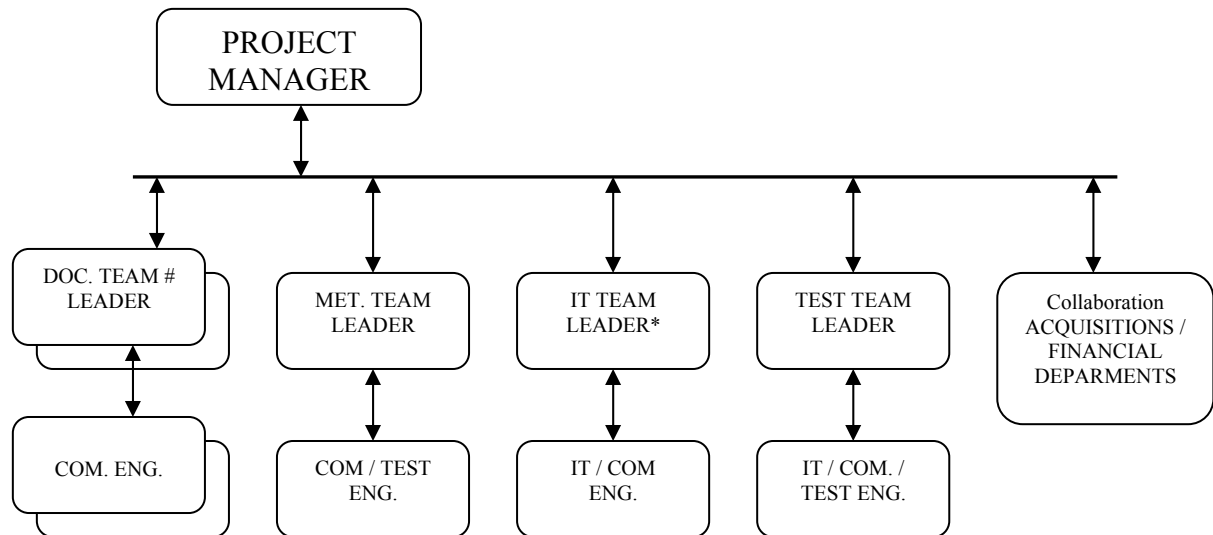 PROJECT
MANAGER
DOC. TEAM #
LEADER
MET. TEAM
LEADER
IT TEAM
LEADER*
TEST TEAM
LEADER
Collaboration
ACQUISITIONS /
FINANCIAL
DEPARMENTS
COM. ENG.
COM / TEST
ENG.
IT / COM
ENG.
IT / COM. /
TEST ENG.